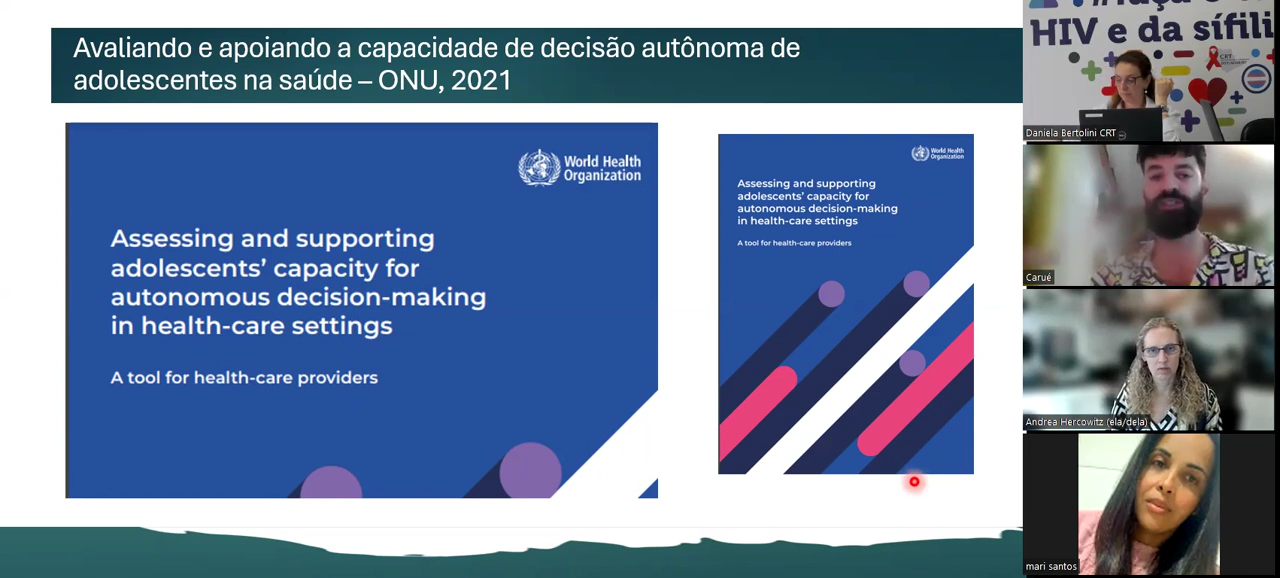 Avaliando e apoiando a capacidade de decisão autônoma de
adolescentes na saúde – ONU, 2021
World Health
Organization
Assessing and supporting
adolescents’ capacity for
autonomous decision-making
in health-care settings
A tool for health-care providers
World Health
Organization
Assessing and supporting
adolescents’ capacity for
autonomous decision-making
in health-care settings
A tool for health-care providers
HIV e da sífili
CRT
Daniela Bertolini CRT
Carué
Andrea Hercowitz (ela/dela)
mari santos